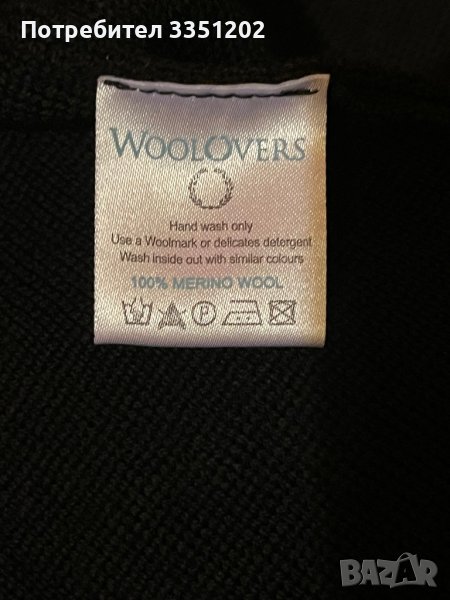 Потребител 3351202
WOOLOVERS
Hand wash only
Use a Woolmark or delicates detergent
Wash inside out with similar colours
100% MERINO WOOL
P
BAZAR